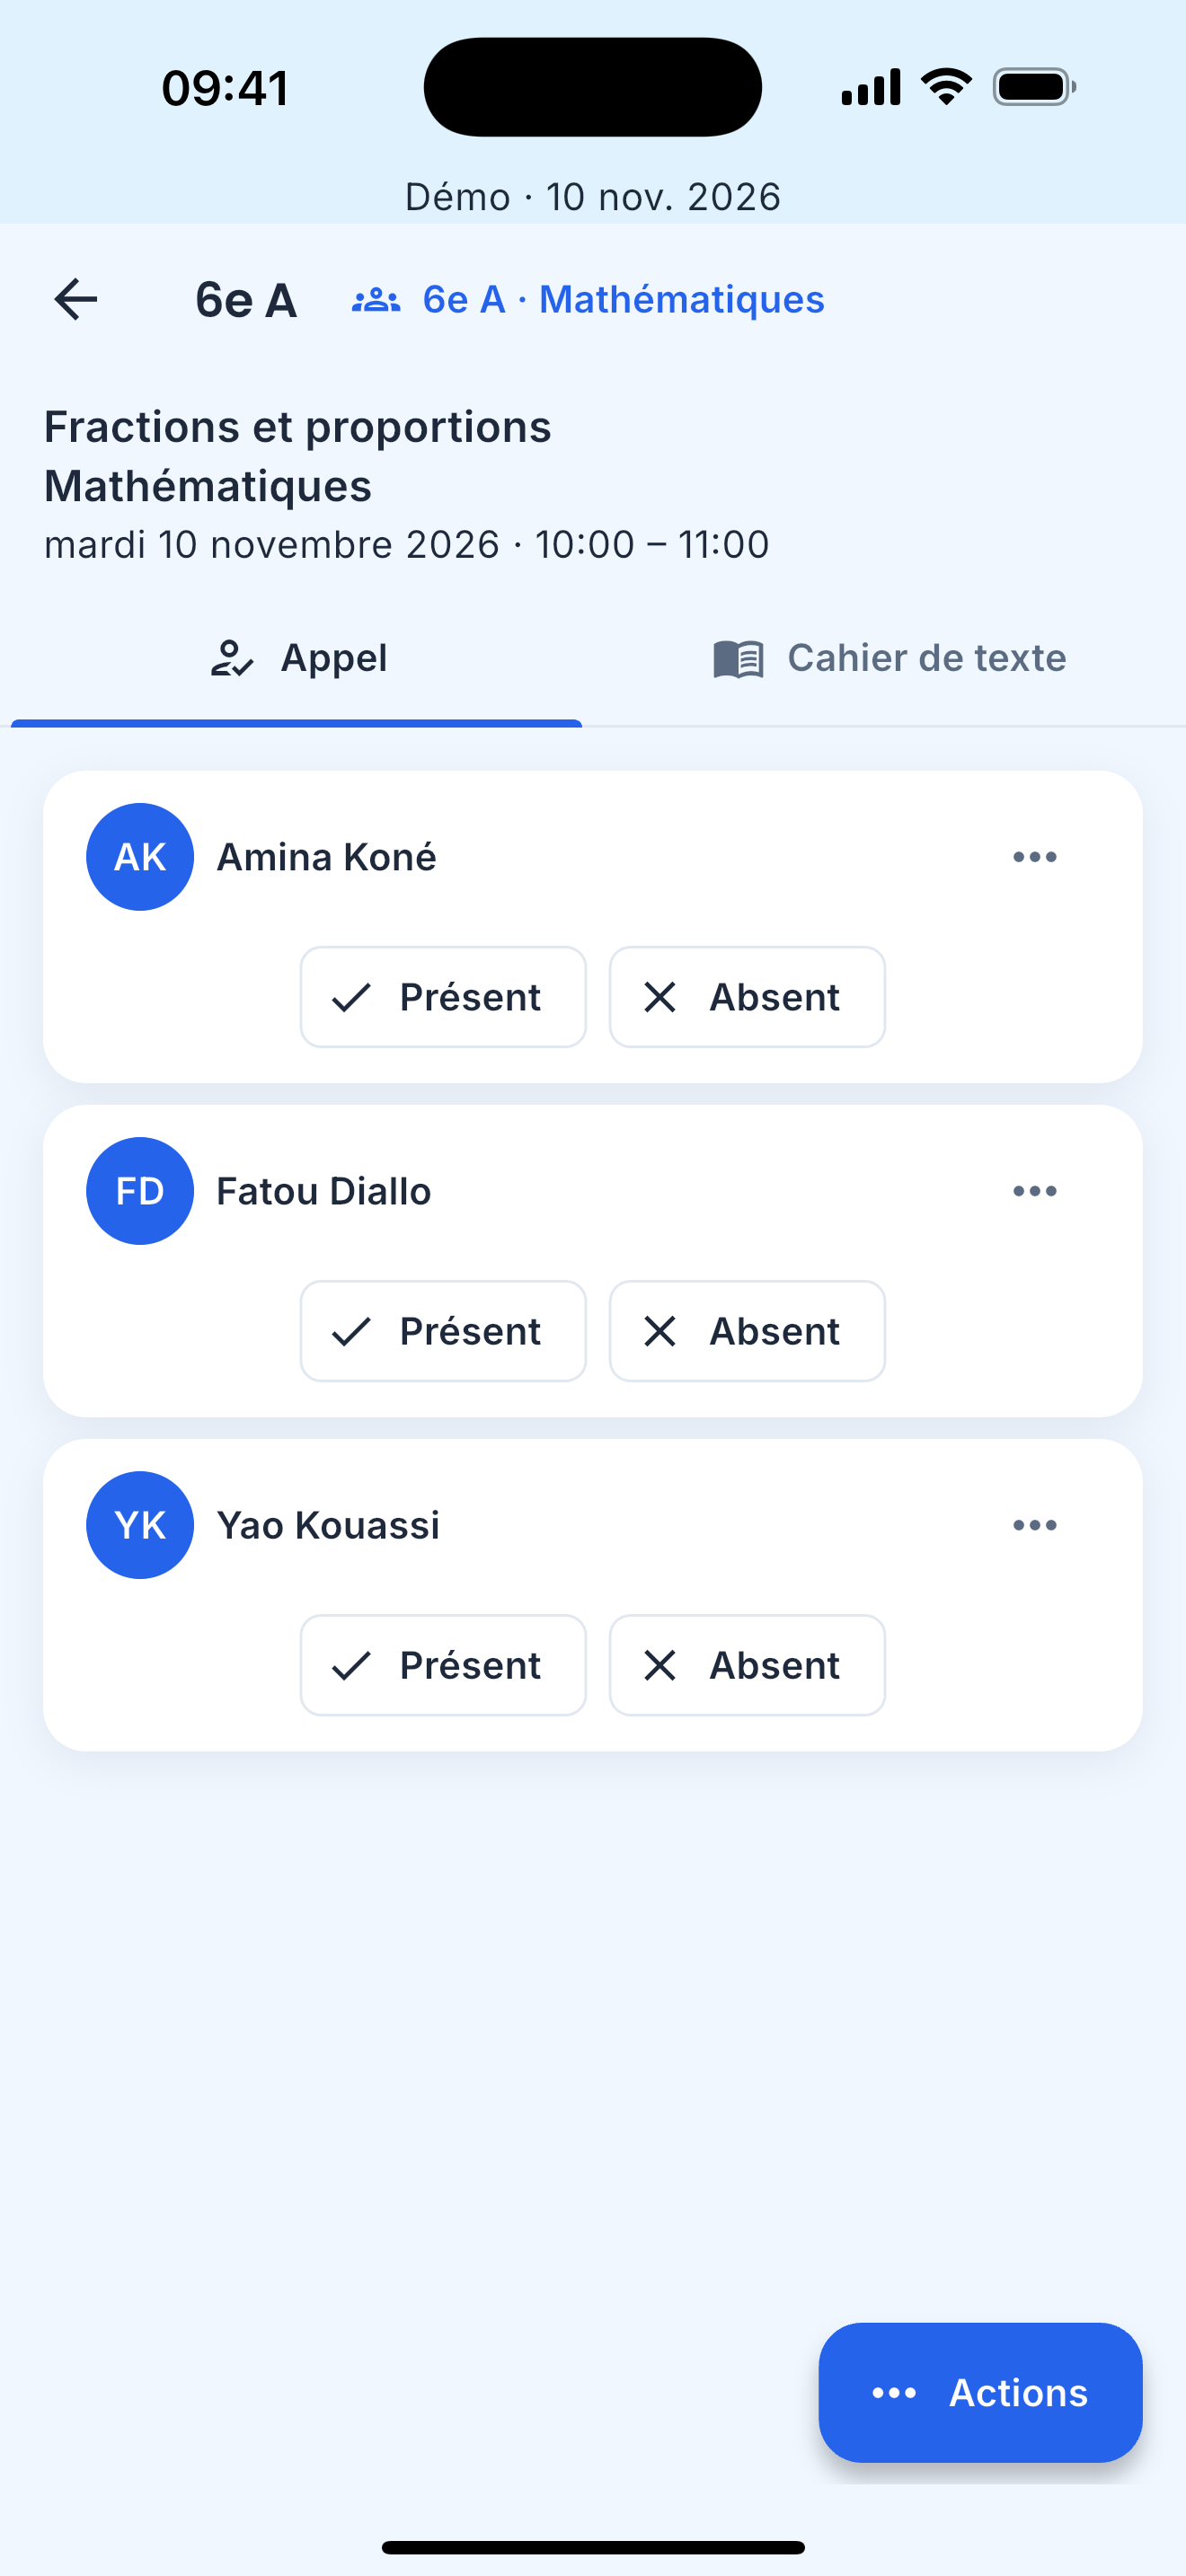 09:41
Démo · 10 nov. 2026
6e A
6e A · Mathématiques
Fractions et proportions
Mathématiques
mardi 10 novembre 2026 · 10:00 – 11:00
Appel
Cahier de texte
AK
Amina Koné
Présent
Absent
FD
Fatou Diallo
Présent
Absent
YK
Yao Kouassi
Présent
Absent
Actions